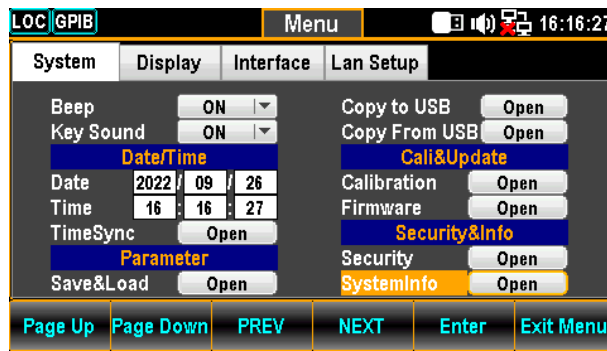 LOC GPIB Menu 16:16:27
System Display Interface Lan Setup
Beep ON Copy to USB Open
Key Sound ON Copy From USB Open
Date/Time Cali&Update
Date 2022 / 09 / 26 Calibration Open
Time 16 : 16 : 27 Firmware Open
TimeSync Open Security&Info
Parameter Security Open
Save&Load Open SystemInfo Open
Page Up Page Down PREV NEXT Enter Exit Menu